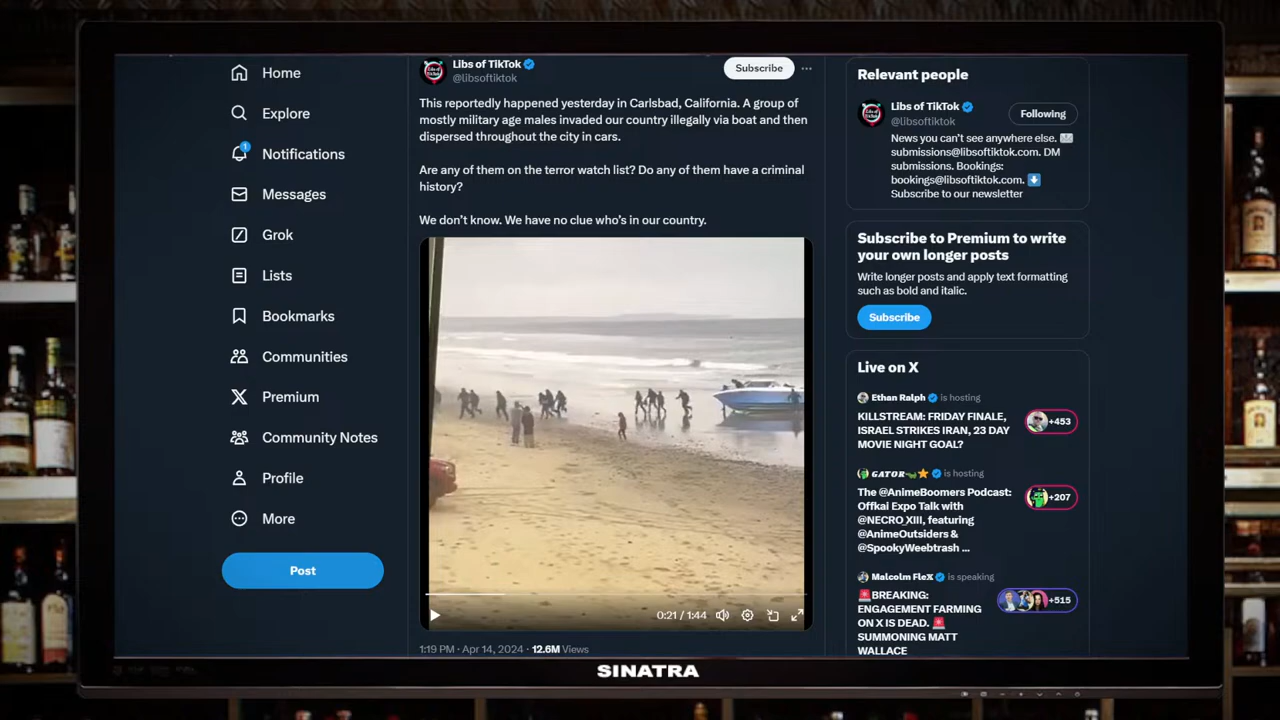 Home
Explore
1
Notifications
Messages
Grok
Lists
Bookmarks
Communities
Premium
Community Notes
Profile
More
Post
Libs of TikTok
@libsoftiktok
Subscribe
This reportedly happened yesterday in Carlsbad, California. A group of
mostly military age males invaded our country illegally via boat and then
dispersed throughout the city in cars.
Are any of them on the terror watch list? Do any of them have a criminal
history?
We don't know. We have no clue who's in our country.
0:21 / 1:44
1:19 PM · Apr 14, 2024 · 12.6M Views
Relevant people
Libs of TikTok
@libsoftiktok
Following
News you can't see anywhere else.
submissions@libsoftiktok.com. DM
submissions. Bookings:
bookings@libsoftiktok.com.
Subscribe to our newsletter
Subscribe to Premium to write
your own longer posts
Write longer posts and apply text formatting
such as bold and italic.
Subscribe
Live on X
Ethan Ralph is hosting
KILLSTREAM: FRIDAY FINALE,
ISRAEL STRIKES IRAN, 23 DAY
MOVIE NIGHT GOAL?
+453
GATOR is hosting
The @AnimeBoomers Podcast:
Offkai Expo Talk with
@NECRO_XIII, featuring
@AnimeOutsiders &
@SpookyWeebtrash ...
+207
Malcolm FleX is speaking
BREAKING:
ENGAGEMENT FARMING
ON X IS DEAD.
SUMMONING MATT
WALLACE
+515
SINATRA